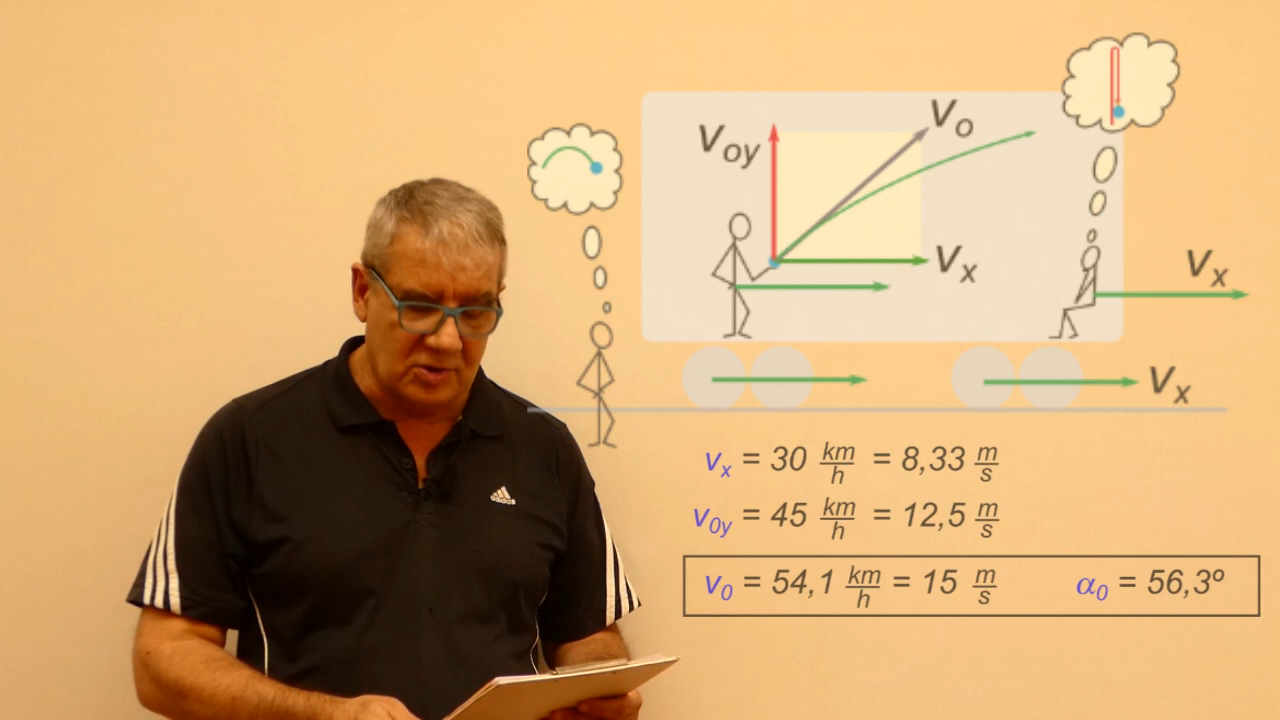 V₀
V₀y
Vₓ
Vₓ
Vₓ
vₓ = 30 km/h = 8,33 m/s
v₀y = 45 km/h = 12,5 m/s
v₀ = 54,1 km/h = 15 m/s α₀ = 56,3º
adidas